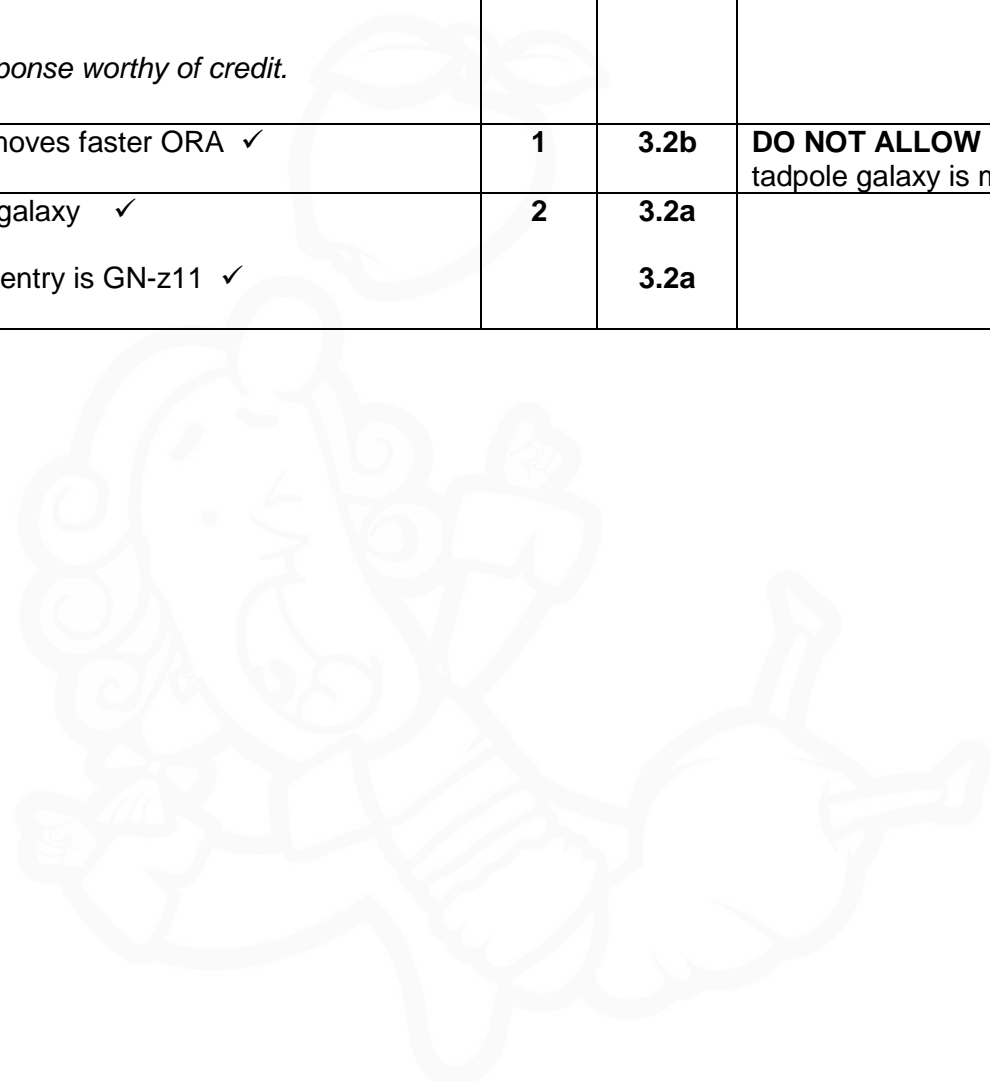 ponse worthy of credit.
moves faster ORA ✓ 1 3.2b DO NOT ALLOW
tadpole galaxy is
galaxy ✓ 2 3.2a
entry is GN-z11 ✓ 3.2a